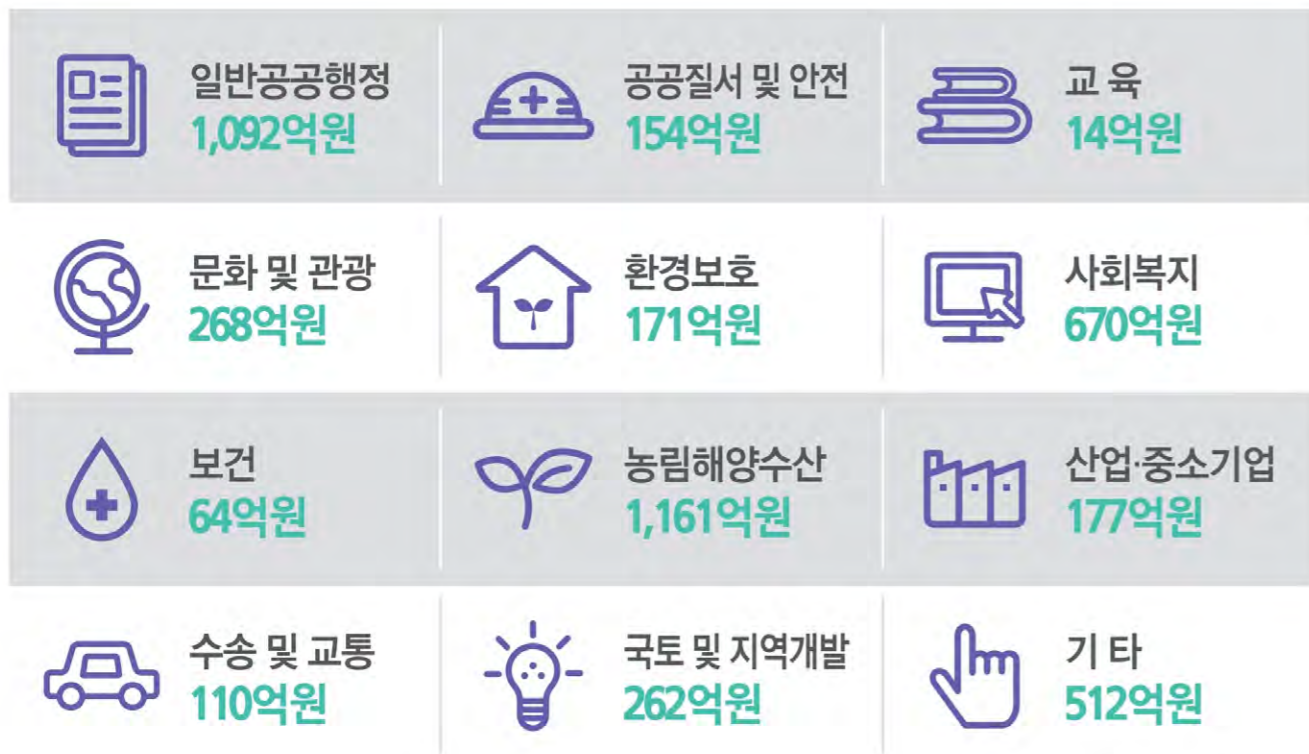 일반공공행정
1,092억원
공공질서 및 안전
154억원
교 육
14억원
문화 및 관광
268억원
환경보호
171억원
사회복지
670억원
보건
64억원
농림해양수산
1,161억원
산업·중소기업
177억원
수송 및 교통
110억원
국토 및 지역개발
262억원
기 타
512억원